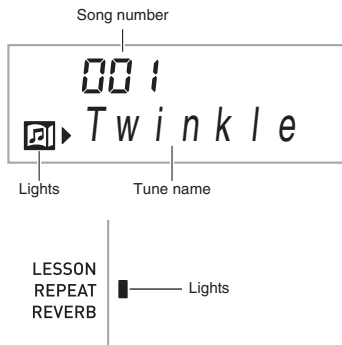 Song number
001
Twinkle
Lights
Tune name
LESSON
REPEAT
Lights
REVERB